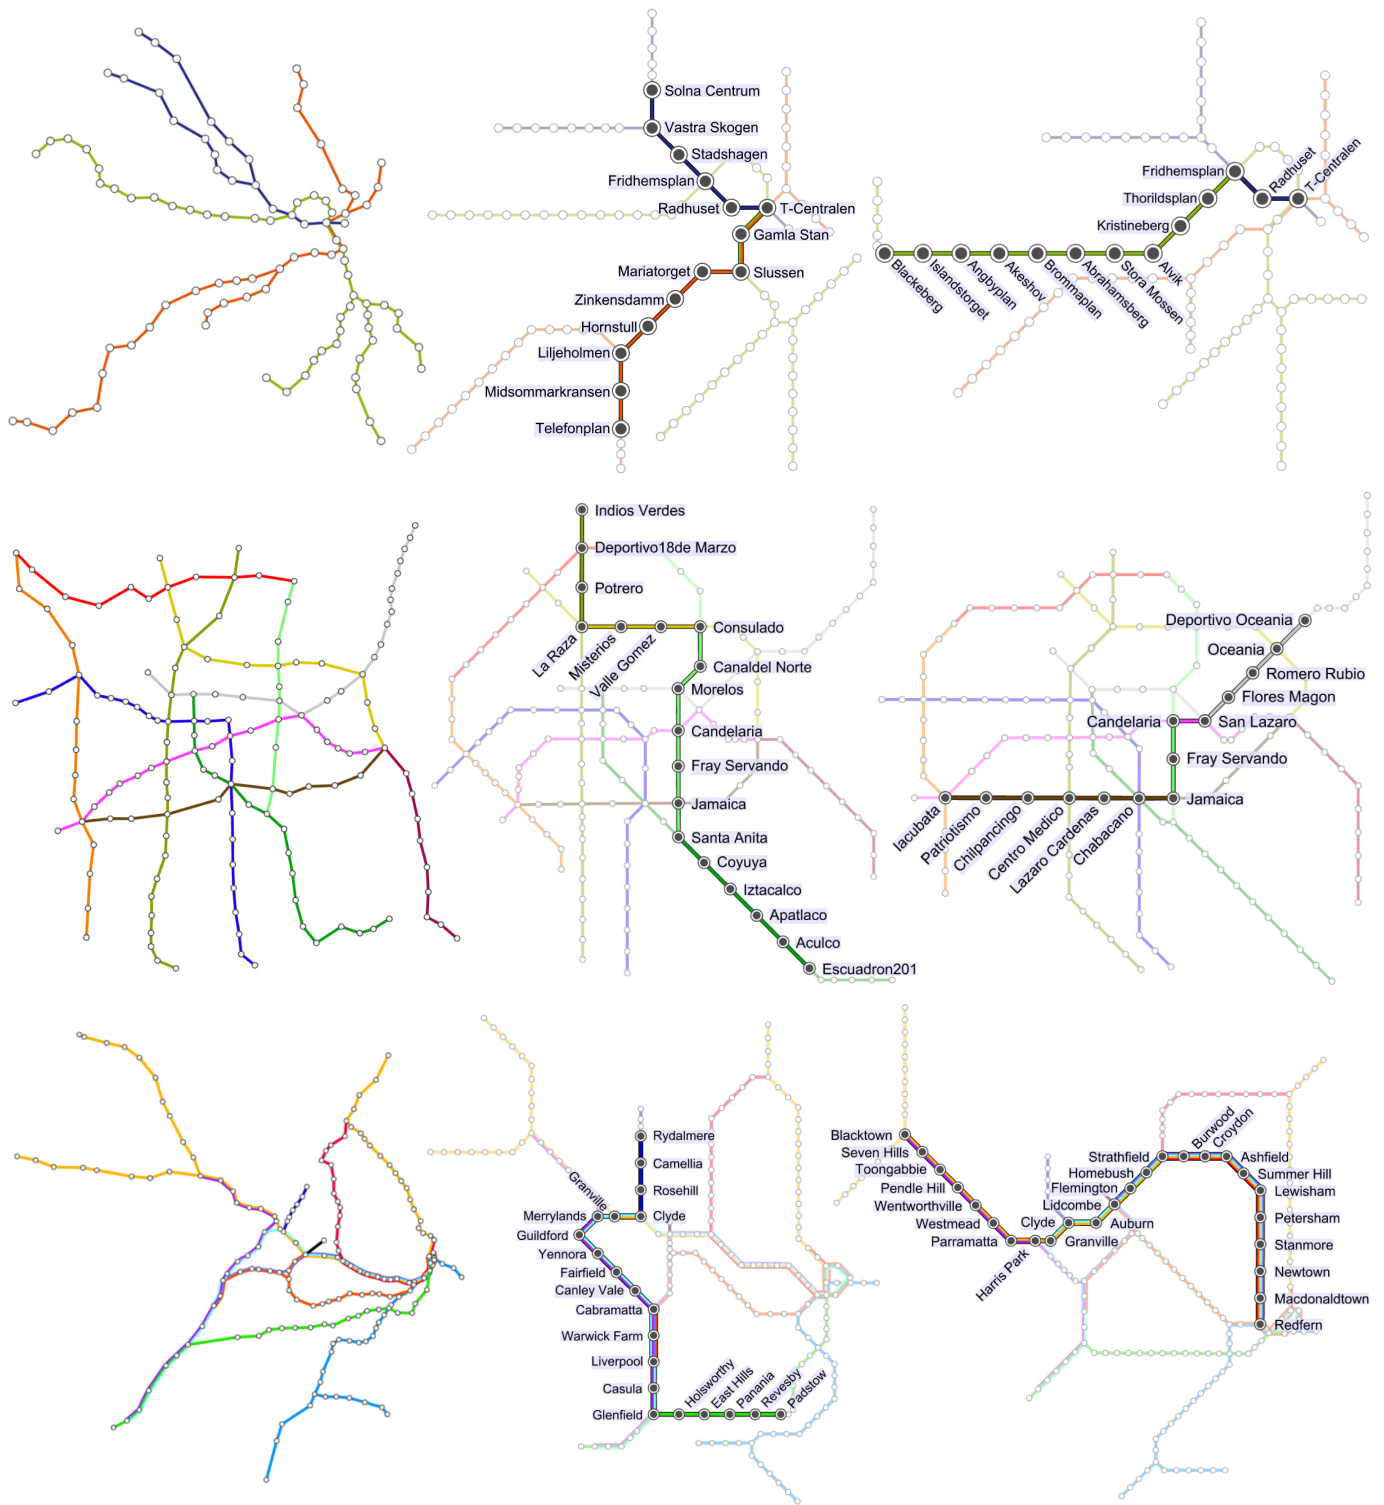 Solna Centrum
Vastra Skogen
Stadshagen
Fridhemsplan
Radhuset
T-Centralen
Gamla Stan
Mariatorget
Slussen
Zinkensdamm
Hornstull
Liljeholmen
Midsommarkransen
Telefonplan
Fridhemsplan
Radhuset
T-Centralen
Thorildsplan
Kristineberg
Blackeberg
Islandstorget
Angbyplan
Akeshov
Brommaplan
Abrahamsberg
Stora Mossen
Alvik
Indios Verdes
Deportivo18de Marzo
Potrero
La Raza
Misterios
Valle Gomez
Consulado
Canaldel Norte
Morelos
Candelaria
Fray Servando
Jamaica
Santa Anita
Coyuya
Iztacalco
Apatlaco
Aculco
Escuadron201
Deportivo Oceania
Oceania
Romero Rubio
Flores Magon
Candelaria
San Lazaro
Fray Servando
Jamaica
Iacubata
Patriotismo
Chilpancingo
Centro Medico
Lazaro Cardenas
Chabacano
Rydalmere
Camellia
Rosehill
Granville
Merrylands
Clyde
Guildford
Yennora
Fairfield
Canley Vale
Cabramatta
Warwick Farm
Liverpool
Casula
Glenfield
Holsworthy
East Hills
Panania
Revesby
Padstow
Blacktown
Seven Hills
Toongabbie
Pendle Hill
Wentworthville
Westmead
Parramatta
Harris Park
Clyde
Granville
Auburn
Lidcombe
Flemington
Homebush
Strathfield
Burwood
Croydon
Ashfield
Summer Hill
Lewisham
Petersham
Stanmore
Newtown
Macdonaldtown
Redfern